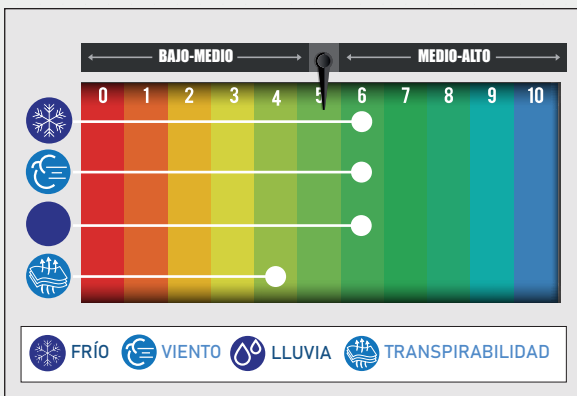 BAJO-MEDIO MEDIO-ALTO
0 1 2 3 4 5 6 7 8 9 10
FRÍO VIENTO LLUVIA TRANSPIRABILIDAD